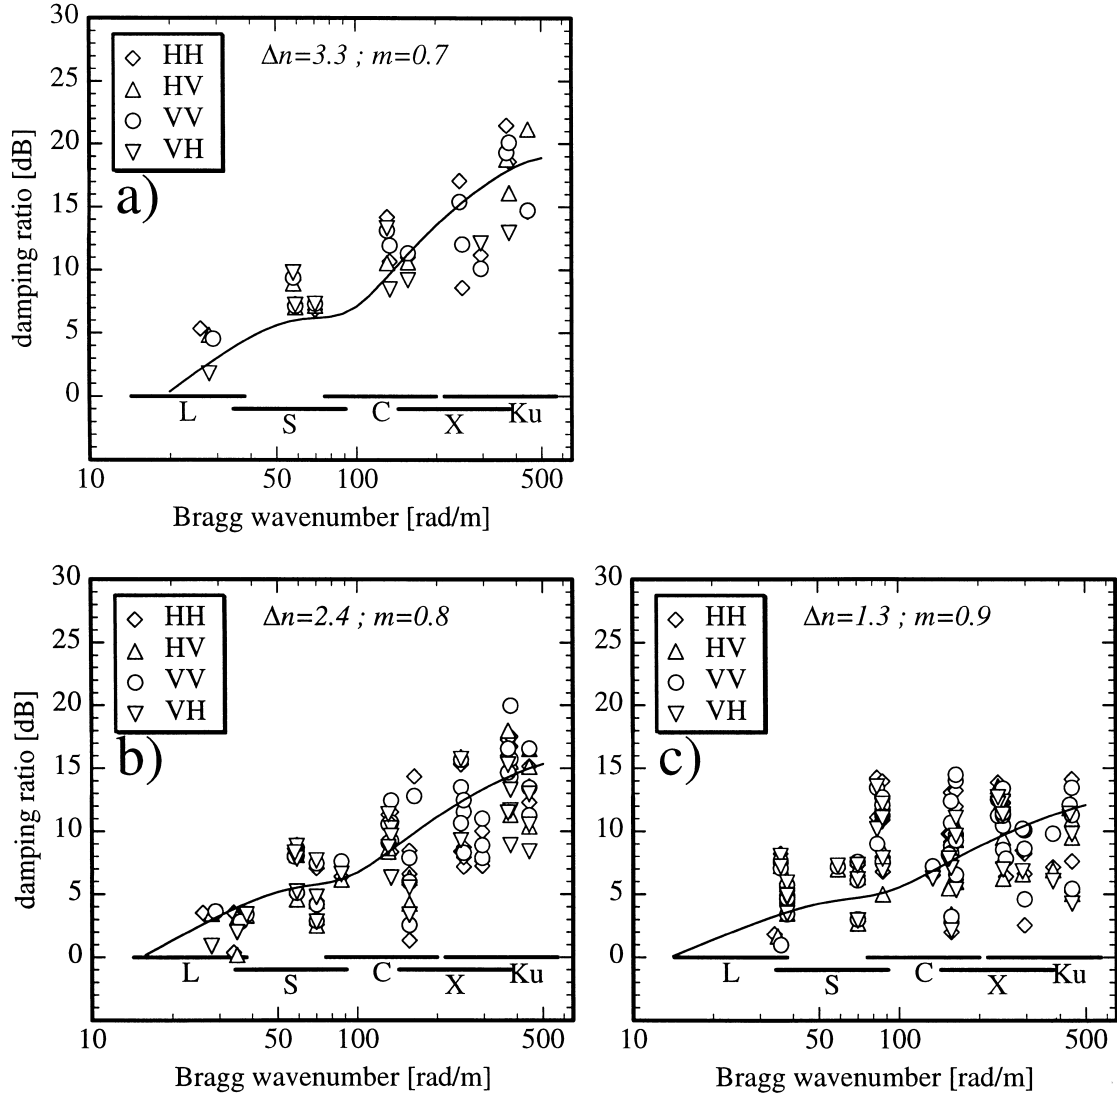 30
25
20
15
10
5
0
damping ratio [dB]
HH
HV
VV
VH
Δn=3.3 ; m=0.7
a)
L
S
C
X
Ku
10
50
100
500
Bragg wavenumber [rad/m]
30
25
20
15
10
5
0
damping ratio [dB]
HH
HV
VV
VH
Δn=2.4 ; m=0.8
b)
L
S
C
X
Ku
10
50
100
500
Bragg wavenumber [rad/m]
30
25
20
15
10
5
0
HH
HV
VV
VH
Δn=1.3 ; m=0.9
c)
L
S
C
X
Ku
10
50
100
500
Bragg wavenumber [rad/m]